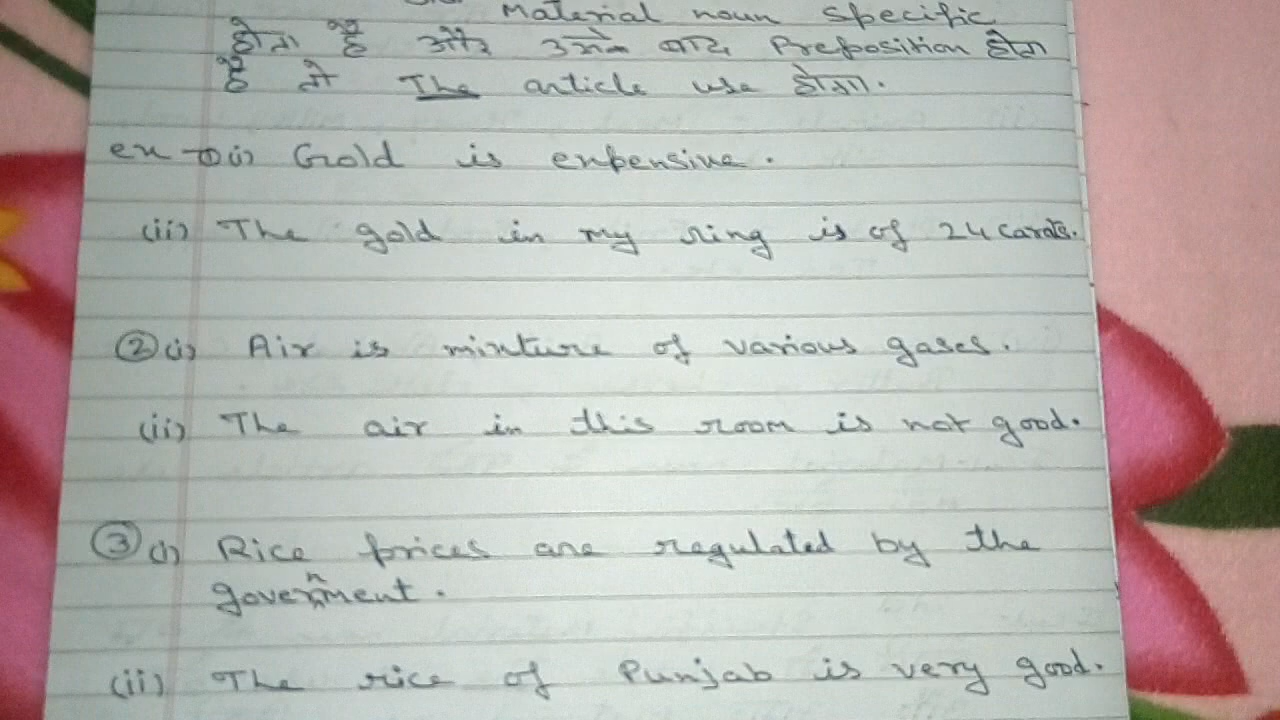 Material noun specific
होता है और उसके बाद Preposition होता
है तो The article use होगा.
ex → (i) Gold is expensive.
(ii) The gold in my ring is of 24 carats.
② (i) Air is mixture of various gases.
(ii) The air in this room is not good.
③ (i) Rice prices are regulated by the
government.
(ii) The rice of Punjab is very good.